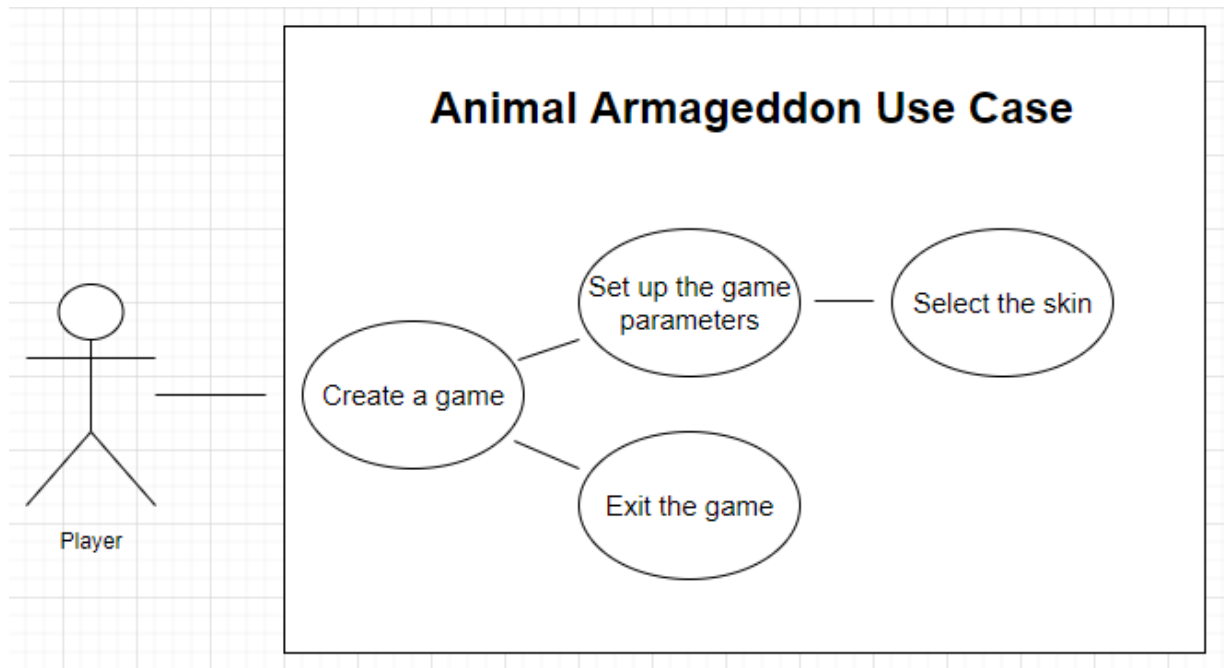 Animal Armageddon Use Case
Set up the game
parameters
Select the skin
Create a game
Exit the game
Player